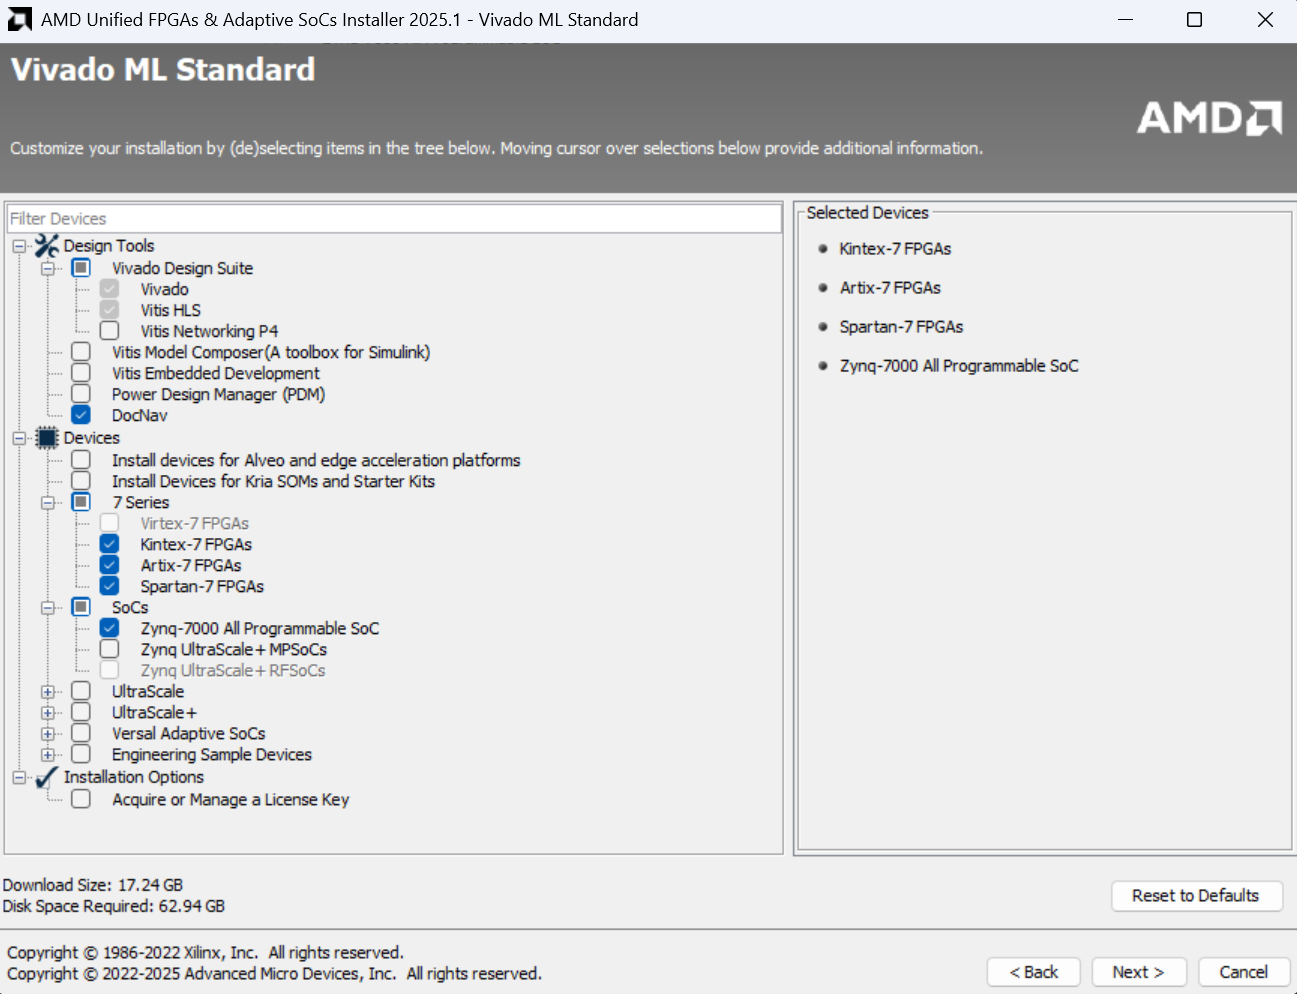 AMD Unified FPGAs & Adaptive SoCs Installer 2025.1 - Vivado ML Standard
Vivado ML Standard
AMD
Customize your installation by (de)selecting items in the tree below. Moving cursor over selections below provide additional information.
Filter Devices
Design Tools
Vivado Design Suite
Vivado
Vitis HLS
Vitis Networking P4
Vitis Model Composer(A toolbox for Simulink)
Vitis Embedded Development
Power Design Manager (PDM)
DocNav
Devices
Install devices for Alveo and edge acceleration platforms
Install Devices for Kria SOMs and Starter Kits
7 Series
Virtex-7 FPGAs
Kintex-7 FPGAs
Artix-7 FPGAs
Spartan-7 FPGAs
SoCs
Zynq-7000 All Programmable SoC
Zynq UltraScale+ MPSoCs
Zynq UltraScale+ RFSoCs
UltraScale
UltraScale+
Versal Adaptive SoCs
Engineering Sample Devices
Installation Options
Acquire or Manage a License Key
Selected Devices
Kintex-7 FPGAs
Artix-7 FPGAs
Spartan-7 FPGAs
Zynq-7000 All Programmable SoC
Download Size: 17.24 GB
Disk Space Required: 62.94 GB
Reset to Defaults
Copyright © 1986-2022 Xilinx, Inc. All rights reserved.
Copyright © 2022-2025 Advanced Micro Devices, Inc. All rights reserved.
< Back
Next >
Cancel